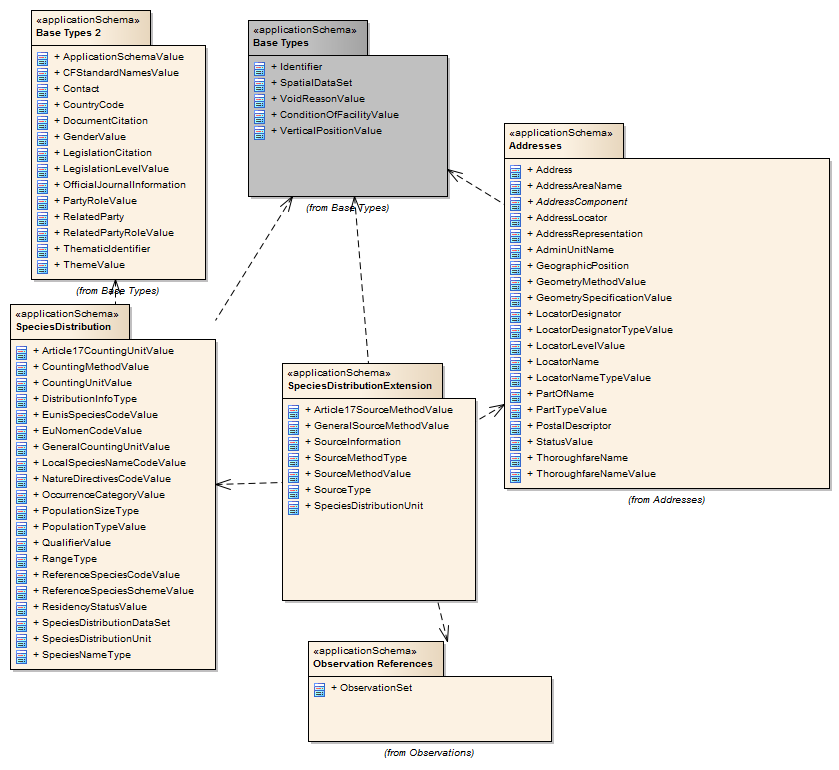 «applicationSchema»
Base Types 2
+ ApplicationSchemaValue
+ CFStandardNamesValue
+ Contact
+ CountryCode
+ DocumentCitation
+ GenderValue
+ LegislationCitation
+ LegislationLevelValue
+ OfficialJournalInformation
+ PartyRoleValue
+ RelatedParty
+ RelatedPartyRoleValue
+ ThematicIdentifier
+ ThemeValue
(from Base Types)
«applicationSchema»
Base Types
+ Identifier
+ SpatialDataSet
+ VoidReasonValue
+ ConditionOfFacilityValue
+ VerticalPositionValue
(from Base Types)
«applicationSchema»
Addresses
+ Address
+ AddressAreaName
+ AddressComponent
+ AddressLocator
+ AddressRepresentation
+ AdminUnitName
+ GeographicPosition
+ GeometryMethodValue
+ GeometrySpecificationValue
+ LocatorDesignator
+ LocatorDesignatorTypeValue
+ LocatorLevelValue
+ LocatorName
+ LocatorNameTypeValue
+ PartOfName
+ PartTypeValue
+ PostalDescriptor
+ StatusValue
+ ThoroughfareName
+ ThoroughfareNameValue
(from Addresses)
«applicationSchema»
SpeciesDistribution
+ Article17CountingUnitValue
+ CountingMethodValue
+ CountingUnitValue
+ DistributionInfoType
+ EunisSpeciesCodeValue
+ EuNomenCodeValue
+ GeneralCountingUnitValue
+ LocalSpeciesNameCodeValue
+ NatureDirectivesCodeValue
+ OccurrenceCategoryValue
+ PopulationSizeType
+ PopulationTypeValue
+ QualifierValue
+ RangeType
+ ReferenceSpeciesCodeValue
+ ReferenceSpeciesSchemeValue
+ ResidencyStatusValue
+ SpeciesDistributionDataSet
+ SpeciesDistributionUnit
+ SpeciesNameType
«applicationSchema»
SpeciesDistributionExtension
+ Article17SourceMethodValue
+ GeneralSourceMethodValue
+ SourceInformation
+ SourceMethodType
+ SourceMethodValue
+ SourceType
+ SpeciesDistributionUnit
«applicationSchema»
Observation References
+ ObservationSet
(from Observations)